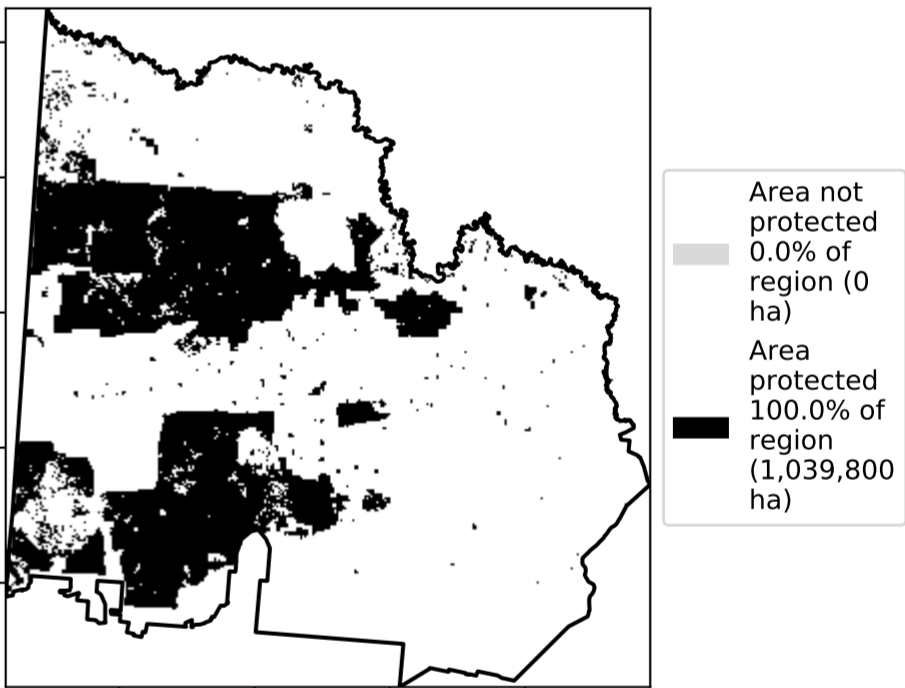 Area not
protected
0.0% of
region (0
ha)
Area
protected
100.0% of
region
(1,039,800
ha)